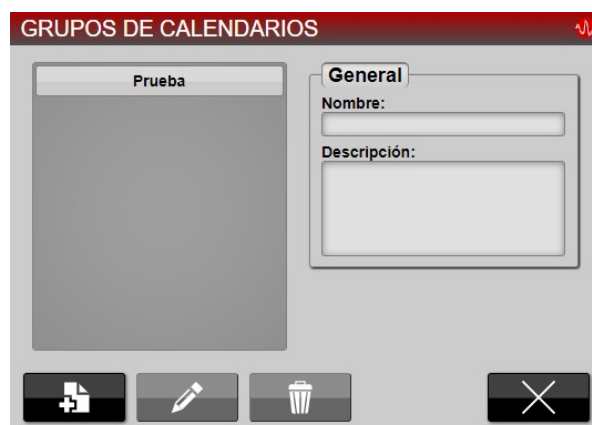 GRUPOS DE CALENDARIOS
Prueba
General
Nombre:
Descripción: